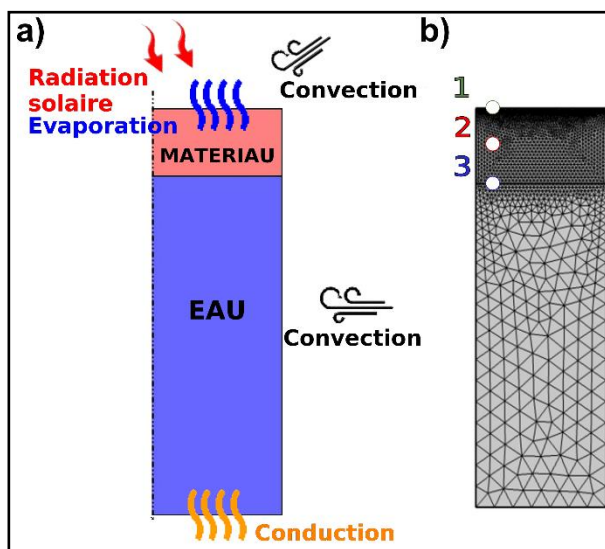 a)
Radiation
solaire
Evaporation
Convection
MATERIAU
EAU
Convection
Conduction
b)
1
2
3